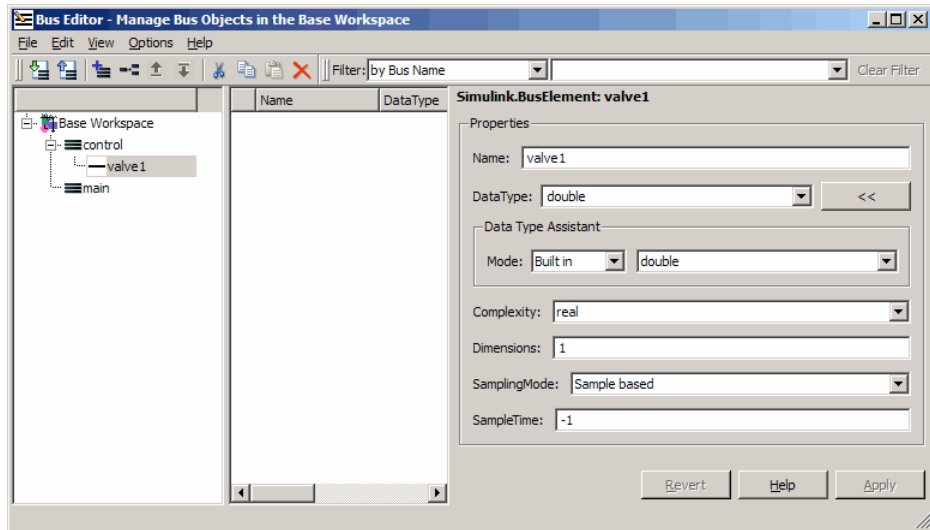 Bus Editor - Manage Bus Objects in the Base Workspace
File Edit View Options Help
Filter: by Bus Name Clear Filter
Name DataType
Base Workspace
control
valve1
main
Simulink.BusElement: valve1
Properties
Name: valve1
DataType: double <<
Data Type Assistant
Mode: Built in double
Complexity: real
Dimensions: 1
SamplingMode: Sample based
SampleTime: -1
Revert Help Apply